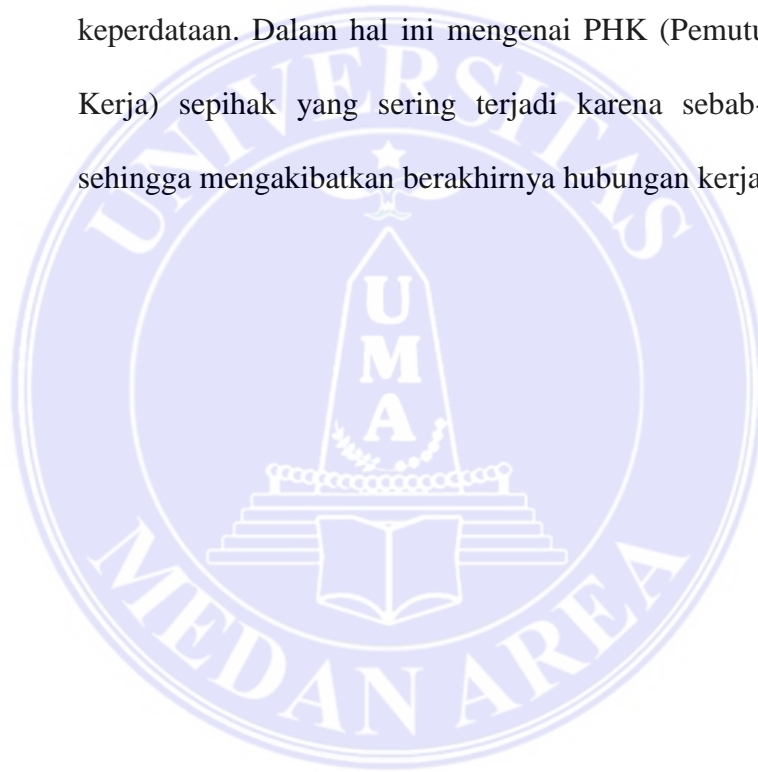 keperdataan. Dalam hal ini mengenai PHK (Pemutu
Kerja) sepihak yang sering terjadi karena sebab-
sehingga mengakibatkan berakhirnya hubungan kerja
UNIVERSITAS
U
M
A
MEDAN AREA